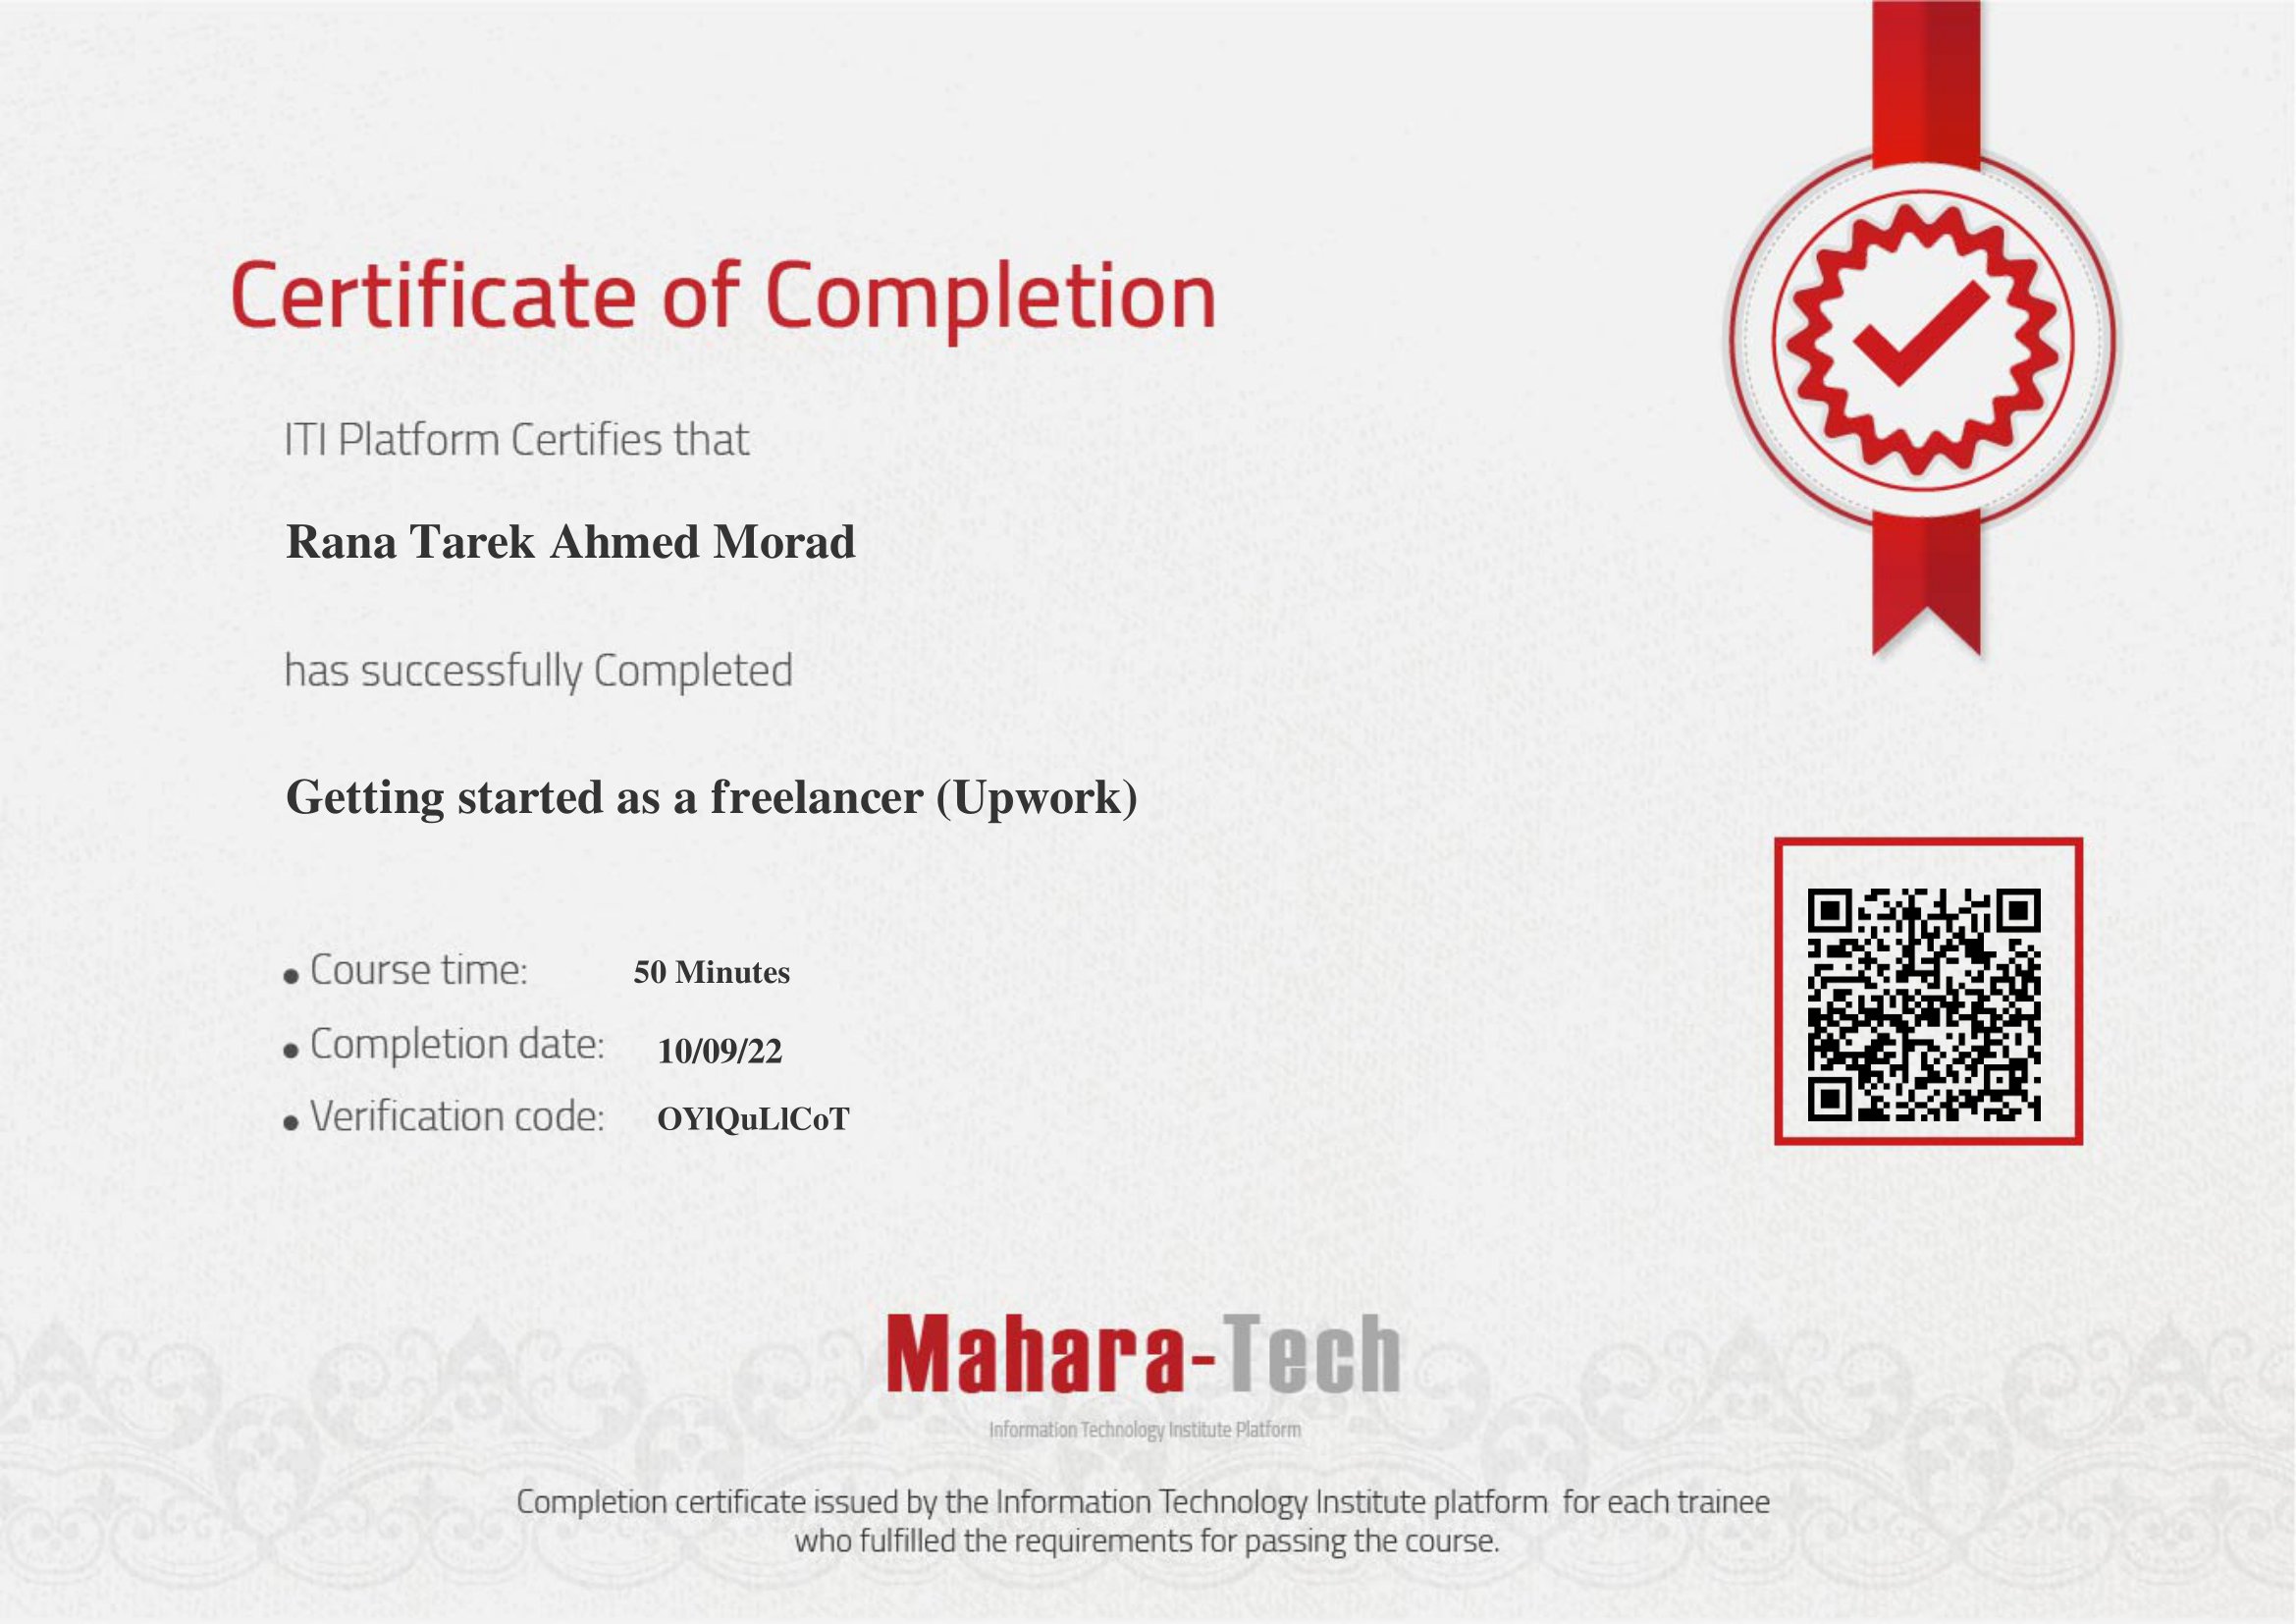 Certificate of Completion
ITI Platform Certifies that
Rana Tarek Ahmed Morad
has successfully Completed
Getting started as a freelancer (Upwork)
• Course time: 50 Minutes
• Completion date: 10/09/22
• Verification code: OYlQuLlCoT
Mahara-Tech
Information Technology Institute Platform
Completion certificate issued by the Information Technology Institute platform for each trainee
who fulfilled the requirements for passing the course.